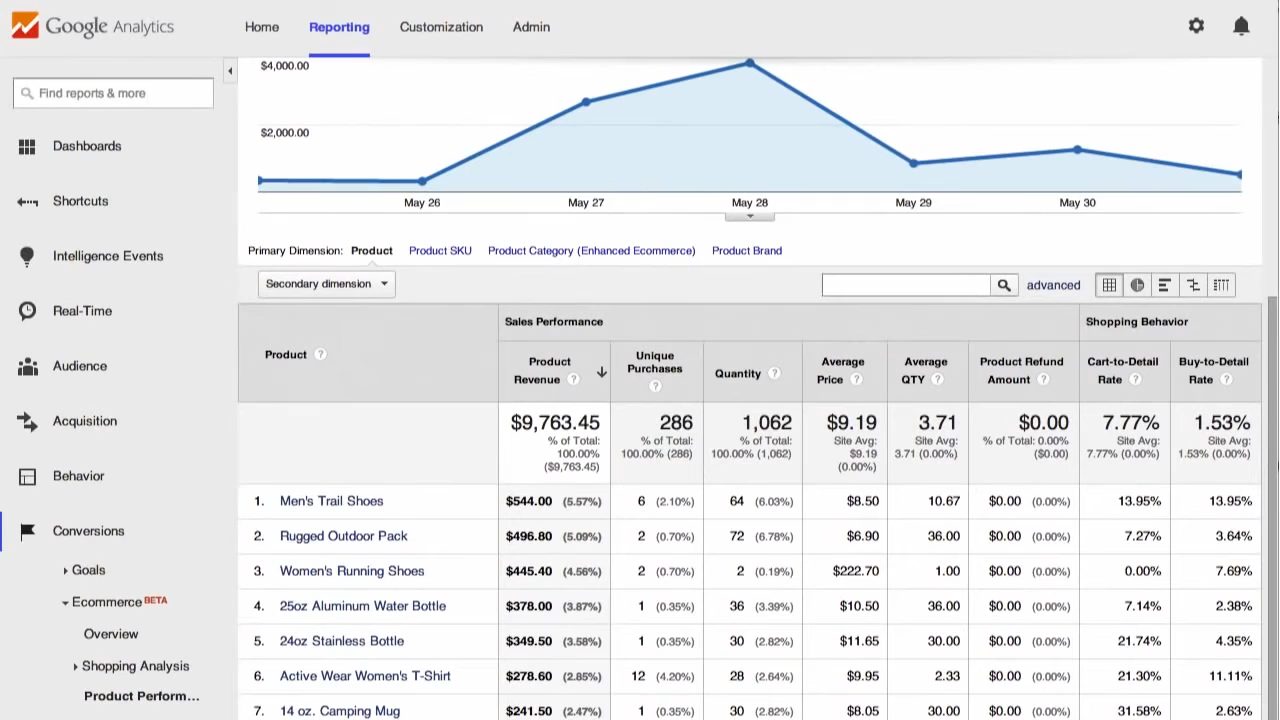 Google Analytics
Home Reporting Customization Admin
Find reports & more
Dashboards
Shortcuts
Intelligence Events
Real-Time
Audience
Acquisition
Behavior
Conversions
Goals
Ecommerce BETA
Overview
Shopping Analysis
Product Perform...
$4,000.00
$2,000.00
May 26 May 27 May 28 May 29 May 30
Primary Dimension: Product Product SKU Product Category (Enhanced Ecommerce) Product Brand
Secondary dimension advanced
Sales Performance Shopping Behavior
Product ? Product Revenue ? Unique Purchases ? Quantity ? Average Price ? Average QTY ? Product Refund Amount ? Cart-to-Detail Rate ? Buy-to-Detail Rate ?
$9,763.45 286 1,062 $9.19 3.71 $0.00 7.77% 1.53%
% of Total: % of Total: % of Total: Site Avg: Site Avg: % of Total: 0.00% Site Avg: Site Avg:
100.00% 100.00% (286) 100.00% (1,062) $9.19 3.71 (0.00%) ($0.00) 7.77% (0.00%) 1.53% (0.00%)
($9,763.45) (0.00%)
1. Men's Trail Shoes $544.00 (5.57%) 6 (2.10%) 64 (6.03%) $8.50 10.67 $0.00 (0.00%) 13.95% 13.95%
2. Rugged Outdoor Pack $496.80 (5.09%) 2 (0.70%) 72 (6.78%) $6.90 36.00 $0.00 (0.00%) 7.27% 3.64%
3. Women's Running Shoes $445.40 (4.56%) 2 (0.70%) 2 (0.19%) $222.70 1.00 $0.00 (0.00%) 0.00% 7.69%
4. 25oz Aluminum Water Bottle $378.00 (3.87%) 1 (0.35%) 36 (3.39%) $10.50 36.00 $0.00 (0.00%) 7.14% 2.38%
5. 24oz Stainless Bottle $349.50 (3.58%) 1 (0.35%) 30 (2.82%) $11.65 30.00 $0.00 (0.00%) 21.74% 4.35%
6. Active Wear Women's T-Shirt $278.60 (2.85%) 12 (4.20%) 28 (2.64%) $9.95 2.33 $0.00 (0.00%) 21.30% 11.11%
7. 14 oz. Camping Mug $241.50 (2.47%) 1 (0.35%) 30 (2.82%) $8.05 30.00 $0.00 (0.00%) 31.58% 2.63%